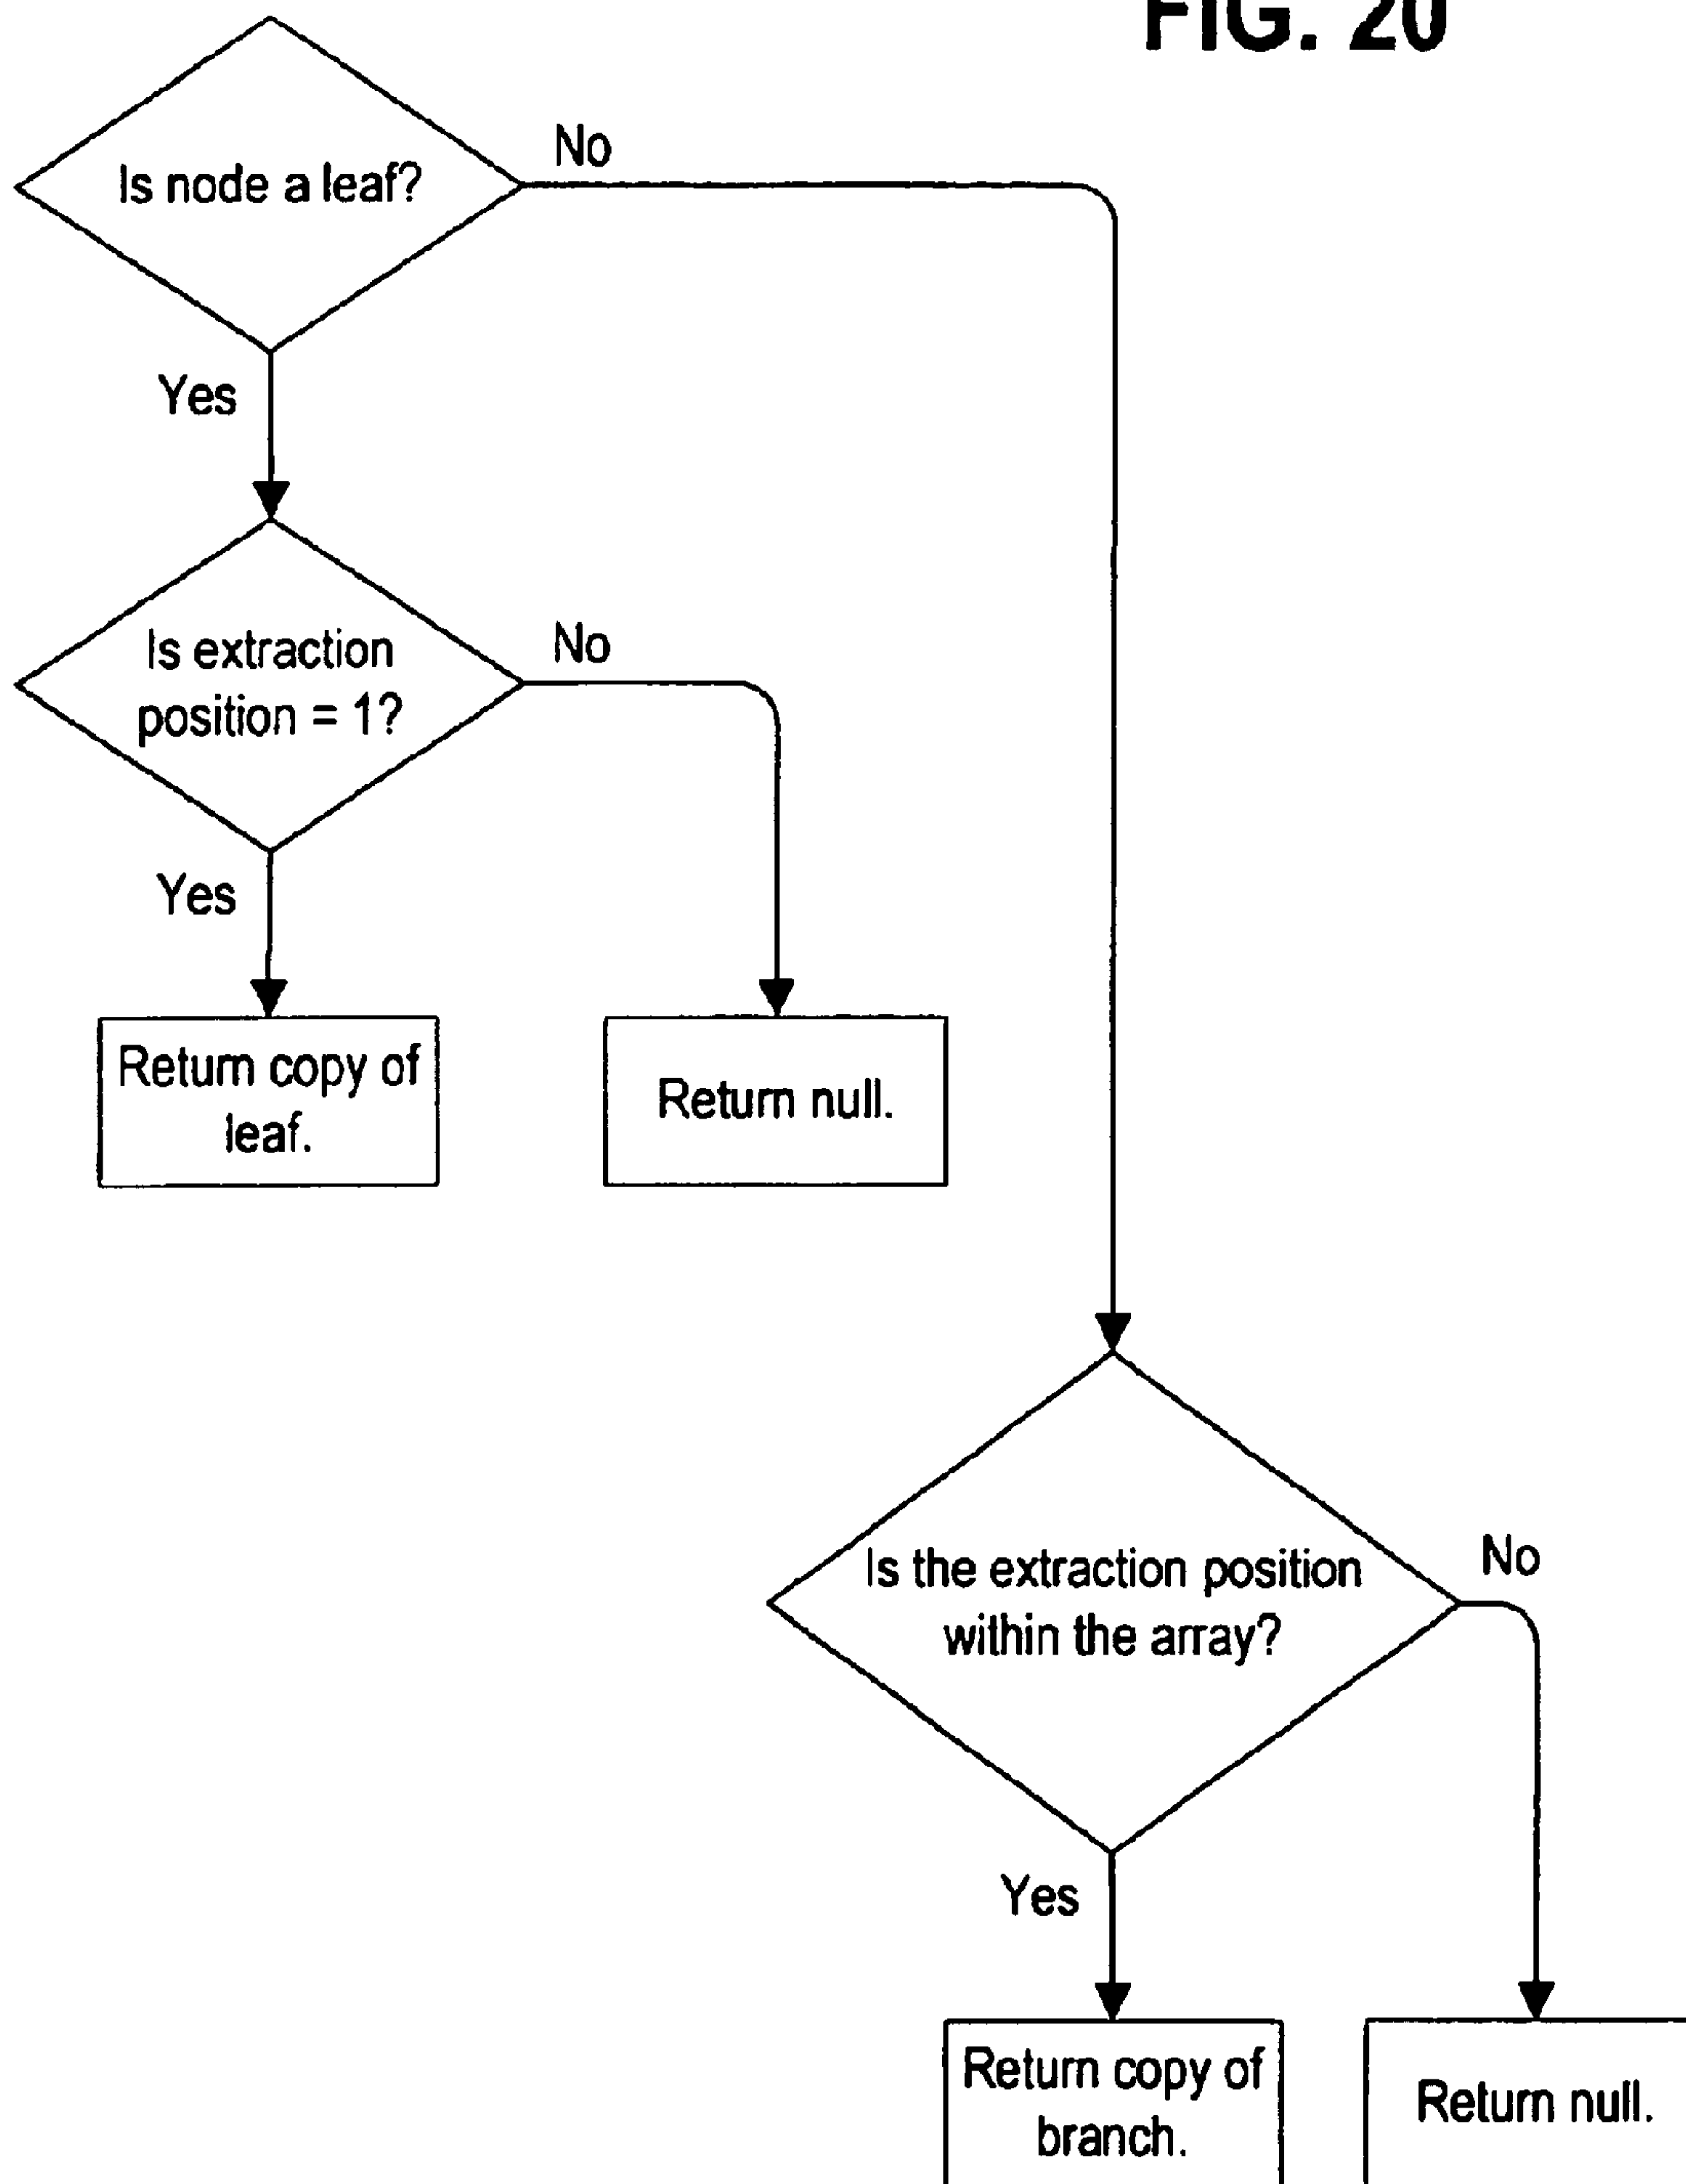 FIG. 20
Is node a leaf?
No
Yes
Is extraction
position = 1?
No
Yes
Return copy of
leaf.
Return null.
Is the extraction position
within the array?
No
Yes
Return copy of
branch.
Return null.